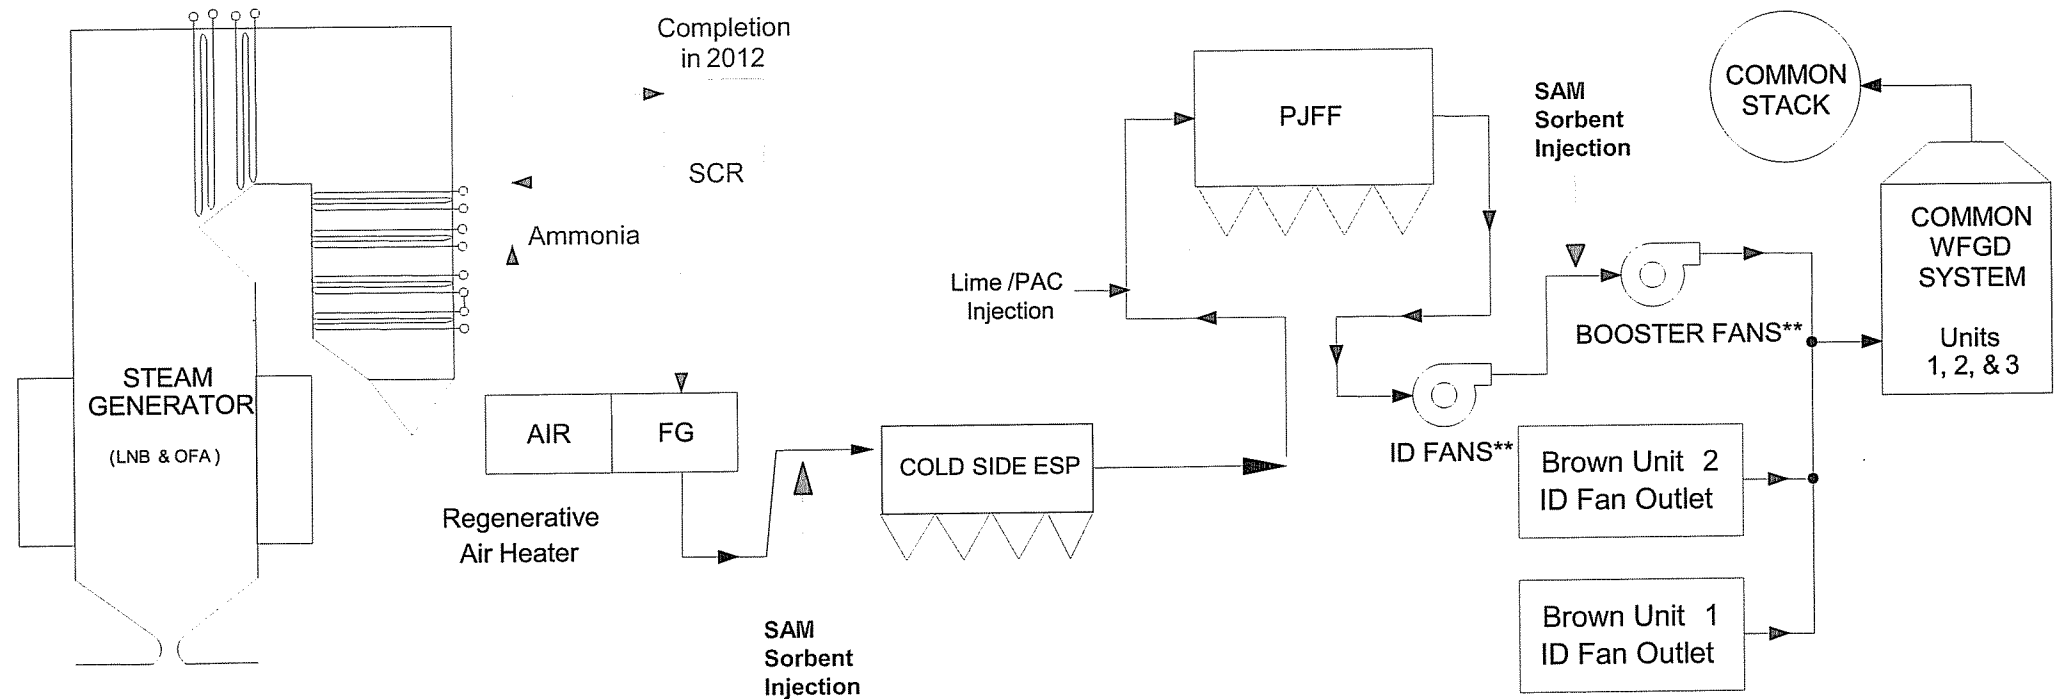 Completion
in 2012
SCR
Ammonia
STEAM
GENERATOR
(LNB & OFA)
AIR
FG
Regenerative
Air Heater
SAM
Sorbent
Injection
COLD SIDE ESP
Lime /PAC
Injection
PJFF
SAM
Sorbent
Injection
BOOSTER FANS**
ID FANS**
Brown Unit 2
ID Fan Outlet
Brown Unit 1
ID Fan Outlet
COMMON
STACK
COMMON
WFGD
SYSTEM
Units
1, 2, & 3